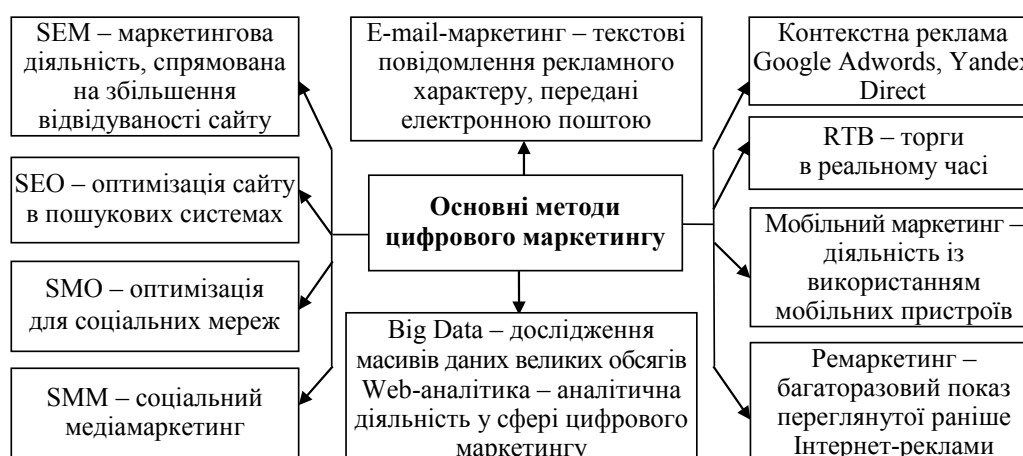 SEM – маркетингова
діяльність, спрямована
на збільшення
відвідуваності сайту
SEO – оптимізація сайту
в пошукових системах
SMO – оптимізація
для соціальних мереж
SMM – соціальний
медіамаркетинг
E-mail-маркетинг – текстові
повідомлення рекламного
характеру, передані
електронною поштою
Основні методи
цифрового маркетингу
Big Data – дослідження
масивів даних великих обсягів
Web-аналітика – аналітична
діяльність у сфері цифрового
маркетингу
Контекстна реклама
Google Adwords, Yandex
Direct
RTB – торги
в реальному часі
Мобільний маркетинг –
діяльність із
використанням
мобільних пристроїв
Ремаркетинг –
багаторазовий показ
переглянутої раніше
Інтернет-реклами